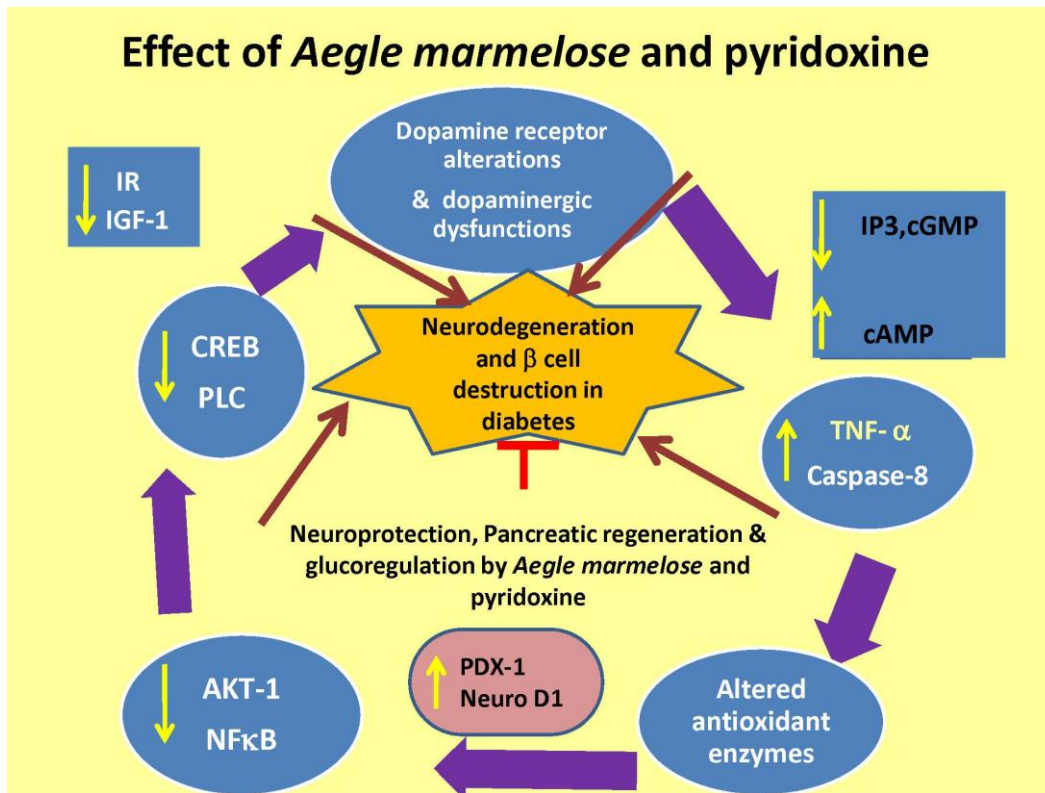 Effect of Aegle marmelose and pyridoxine
Dopamine receptor
alterations
& dopaminergic
dysfunctions
IR
IGF-1
IP3,cGMP
cAMP
CREB
PLC
Neurodegeneration
and β cell
destruction in
diabetes
TNF- α
Caspase-8
Neuroprotection, Pancreatic regeneration &
glucoregulation by Aegle marmelose and
pyridoxine
AKT-1
NFκB
PDX-1
Neuro D1
Altered
antioxidant
enzymes